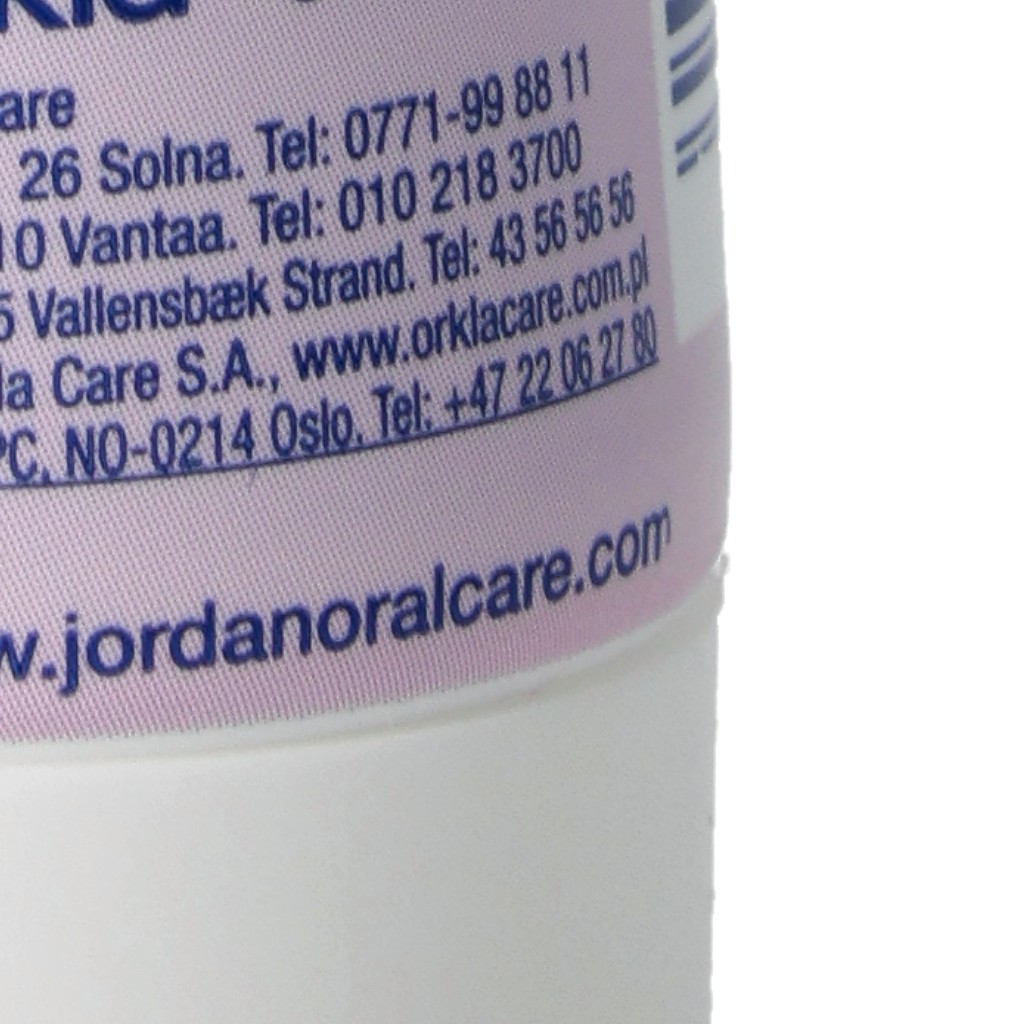 are
26 Solna. Tel: 0771-99 88 11
10 Vantaa. Tel: 010 218 3700
5 Vallensbæk Strand. Tel: 43 56 56 56
la Care S.A., www.orklacare.com.pl
PC, NO-0214 Oslo. Tel: +47 22 06 27 80
w.jordanoralcare.com